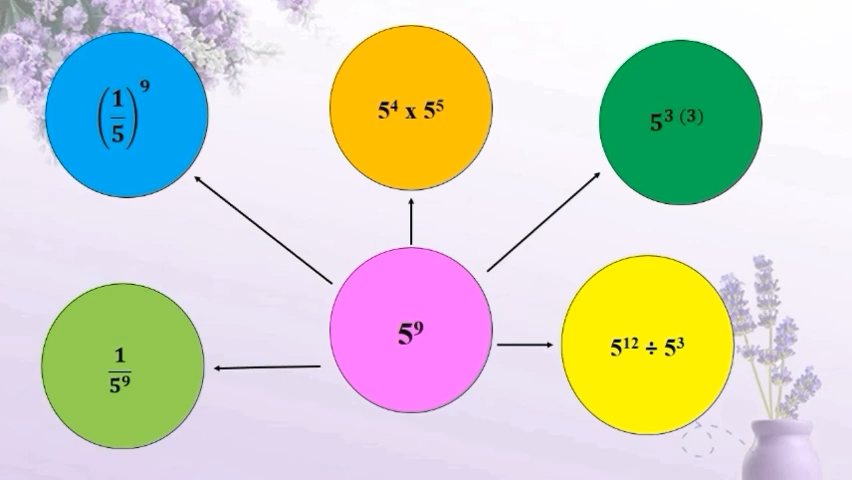 (1/5)⁹
5⁴ x 5⁵
5³ ⁽³⁾
5⁹
1/5⁹
5¹² ÷ 5³